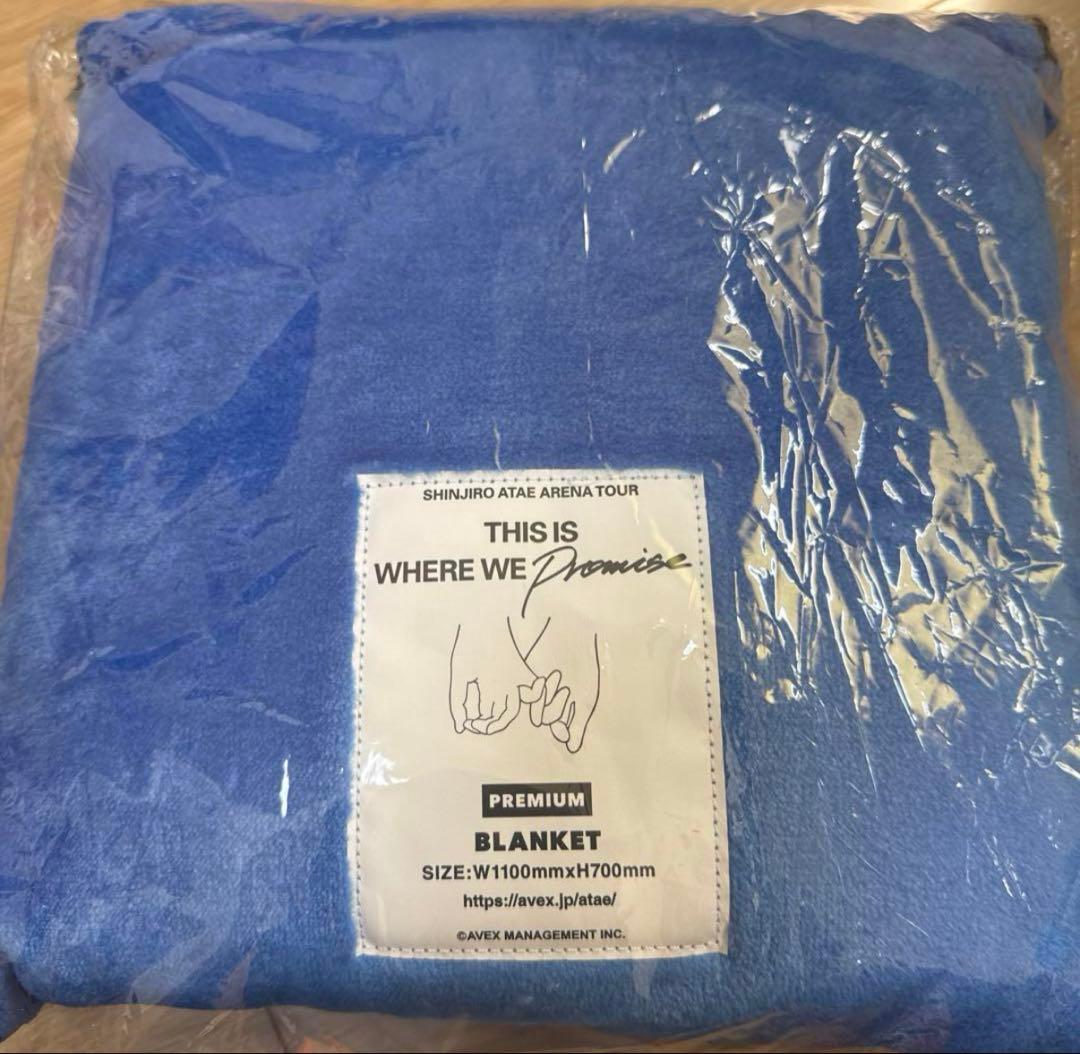 SHINJIRO ATAE ARENA TOUR
THIS IS
WHERE WE Promise
PREMIUM
BLANKET
SIZE:W1100mmxH700mm
https://avex.jp/atae/
©AVEX MANAGEMENT INC.